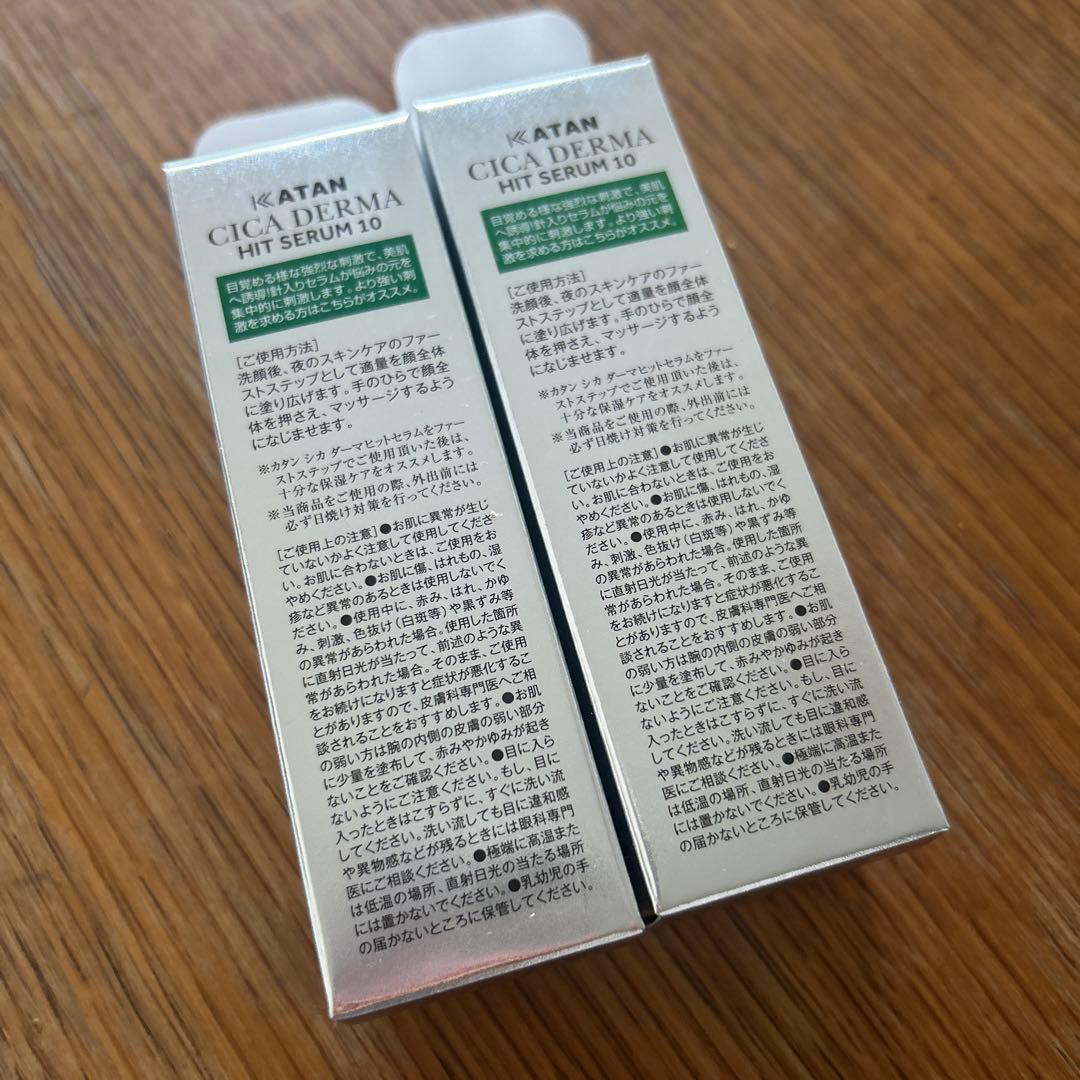 KATAN
CICA DERMA
HIT SERUM 10
目覚める様な強烈な刺激で、美肌
へ誘導!針入りセラムが悩みの元を
集中的に刺激します。より強い刺
激を求める方はこちらがオススメ。
[ご使用方法]
洗顔後、夜のスキンケアのファー
ストステップとして適量を顔全体
に塗り広げます。手のひらで顔全
体を押さえ、マッサージするよう
になじませます。
※カタン シカ ダーマヒットセラムをファー
ストステップでご使用頂いた後は、
十分な保湿ケアをオススメします。
※当商品をご使用の際、外出前には
必ず日焼け対策を行ってください。
[ご使用上の注意]●お肌に異常が生じ
ていないかよく注意して使用してくださ
い。お肌に合わないときは、ご使用をお
やめください。●お肌に傷、はれもの、湿
疹など異常のあるときは使用しないでく
ださい。●使用中に、赤み、はれ、かゆ
み、刺激、色抜け(白斑等)や黒ずみ等
の異常があらわれた場合。使用した箇所
に直射日光が当たって、前述のような異
常があらわれた場合。そのまま、ご使用
をお続けになりますと症状が悪化するこ
とがありますので、皮膚科専門医へご相
談されることをおすすめします。●お肌
の弱い方は腕の内側の皮膚の弱い部分
に少量を塗布して、赤みやかゆみが起き
ないことをご確認ください。●目に入ら
ないようにご注意ください。もし、目に
入ったときはこすらずに、すぐに洗い流
してください。洗い流しても目に違和感
や異物感などが残るときには眼科専門
医にご相談ください。●極端に高温また
は低温の場所、直射日光の当たる場所
には置かないでください。●乳幼児の手
の届かないところに保管してください。
KATAN
CICA DERMA
HIT SERUM 10
目覚める様な強烈な刺激で、美肌
へ誘導!針入りセラムが悩みの元を
集中的に刺激します。より強い刺
激を求める方はこちらがオススメ。
[ご使用方法]
洗顔後、夜のスキンケアのファー
ストステップとして適量を顔全体
に塗り広げます。手のひらで顔全
体を押さえ、マッサージするよう
になじませます。
※カタン シカ ダーマヒットセラムをファー
ストステップでご使用頂いた後は、
十分な保湿ケアをオススメします。
※当商品をご使用の際、外出前には
必ず日焼け対策を行ってください。
[ご使用上の注意]●お肌に異常が生じ
ていないかよく注意して使用してくださ
い。お肌に合わないときは、ご使用をお
やめください。●お肌に傷、はれもの、湿
疹など異常のあるときは使用しないでく
ださい。●使用中に、赤み、はれ、かゆ
み、刺激、色抜け(白斑等)や黒ずみ等
の異常があらわれた場合。使用した箇所
に直射日光が当たって、前述のような異
常があらわれた場合。そのまま、ご使用
をお続けになりますと症状が悪化するこ
とがありますので、皮膚科専門医へご相
談されることをおすすめします。●お肌
の弱い方は腕の内側の皮膚の弱い部分
に少量を塗布して、赤みやかゆみが起き
ないことをご確認ください。●目に入ら
ないようにご注意ください。もし、目に
入ったときはこすらずに、すぐに洗い流
してください。洗い流しても目に違和感
や異物感などが残るときには眼科専門
医にご相談ください。●極端に高温また
は低温の場所、直射日光の当たる場所
には置かないでください。●乳幼児の手
の届かないところに保管してください。